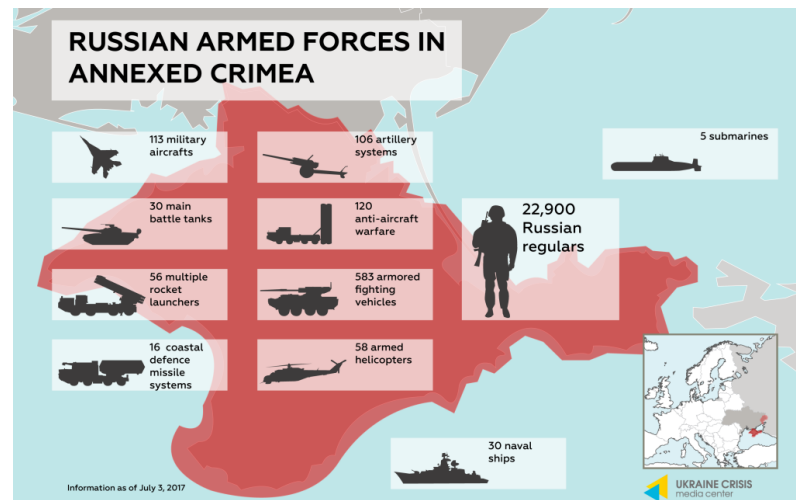 RUSSIAN ARMED FORCES IN
ANNEXED CRIMEA
113 military
aircrafts
106 artillery
systems
5 submarines
30 main
battle tanks
120
anti-aircraft
warfare
22,900
Russian
regulars
56 multiple
rocket
launchers
583 armored
fighting
vehicles
16 coastal
defence
missile
systems
58 armed
helicopters
30 naval
ships
Information as of July 3, 2017
UKRAINE CRISIS
media center